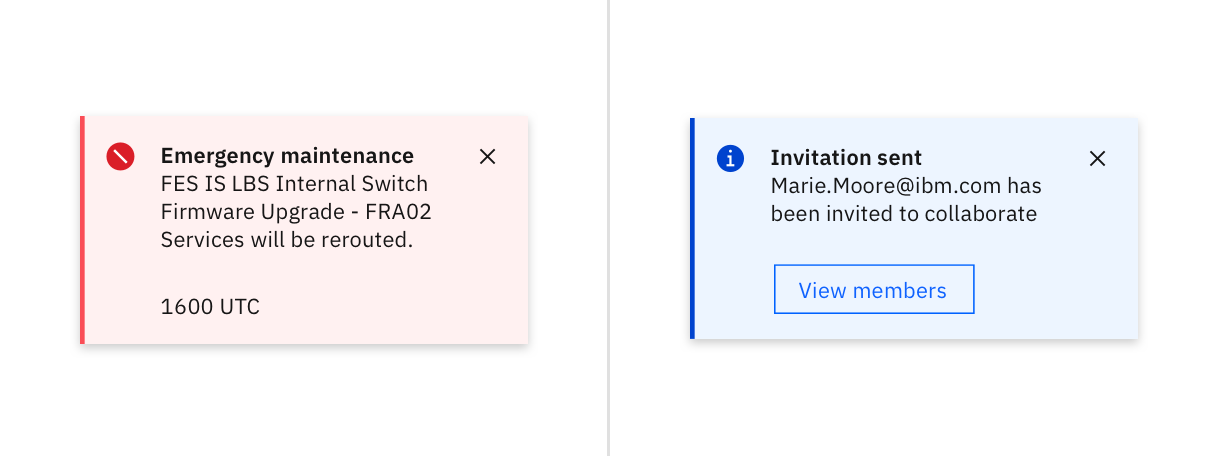 Emergency maintenance
FES IS LBS Internal Switch
Firmware Upgrade - FRA02
Services will be rerouted.
1600 UTC
Invitation sent
Marie.Moore@ibm.com has
been invited to collaborate
View members